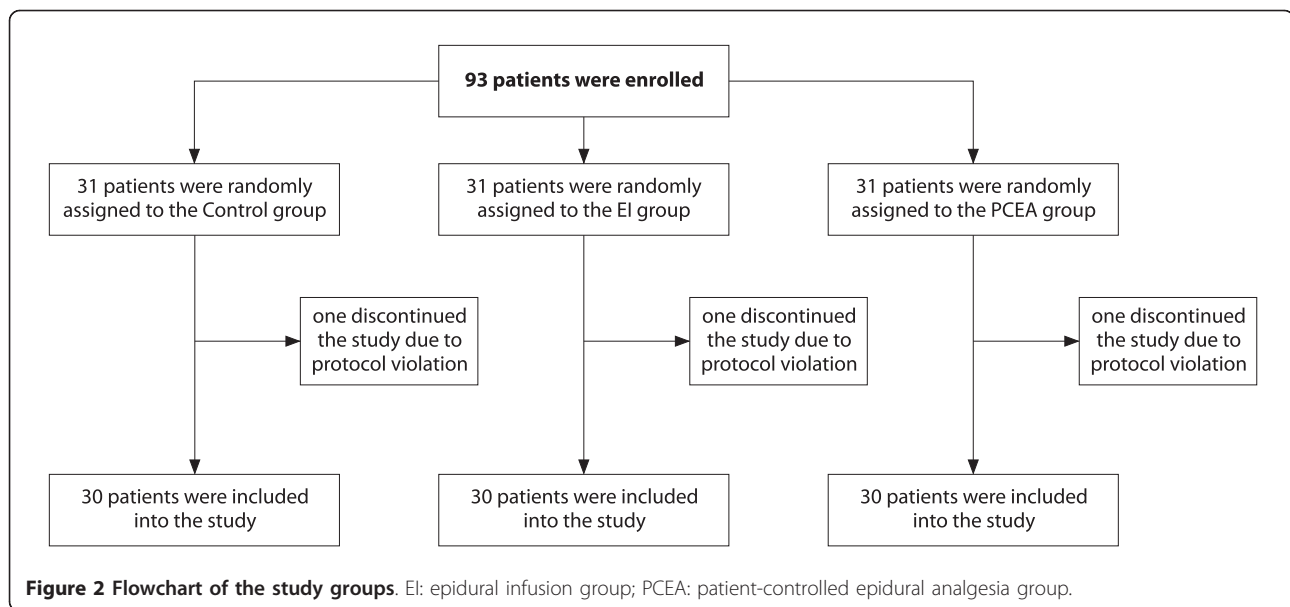 93 patients were enrolled
31 patients were randomly
assigned to the Control group
31 patients were randomly
assigned to the EI group
31 patients were randomly
assigned to the PCEA group
one discontinued
the study due to
protocol violation
one discontinued
the study due to
protocol violation
one discontinued
the study due to
protocol violation
30 patients were included
into the study
30 patients were included
into the study
30 patients were included
into the study
Figure 2 Flowchart of the study groups. EI: epidural infusion group; PCEA: patient-controlled epidural analgesia group.